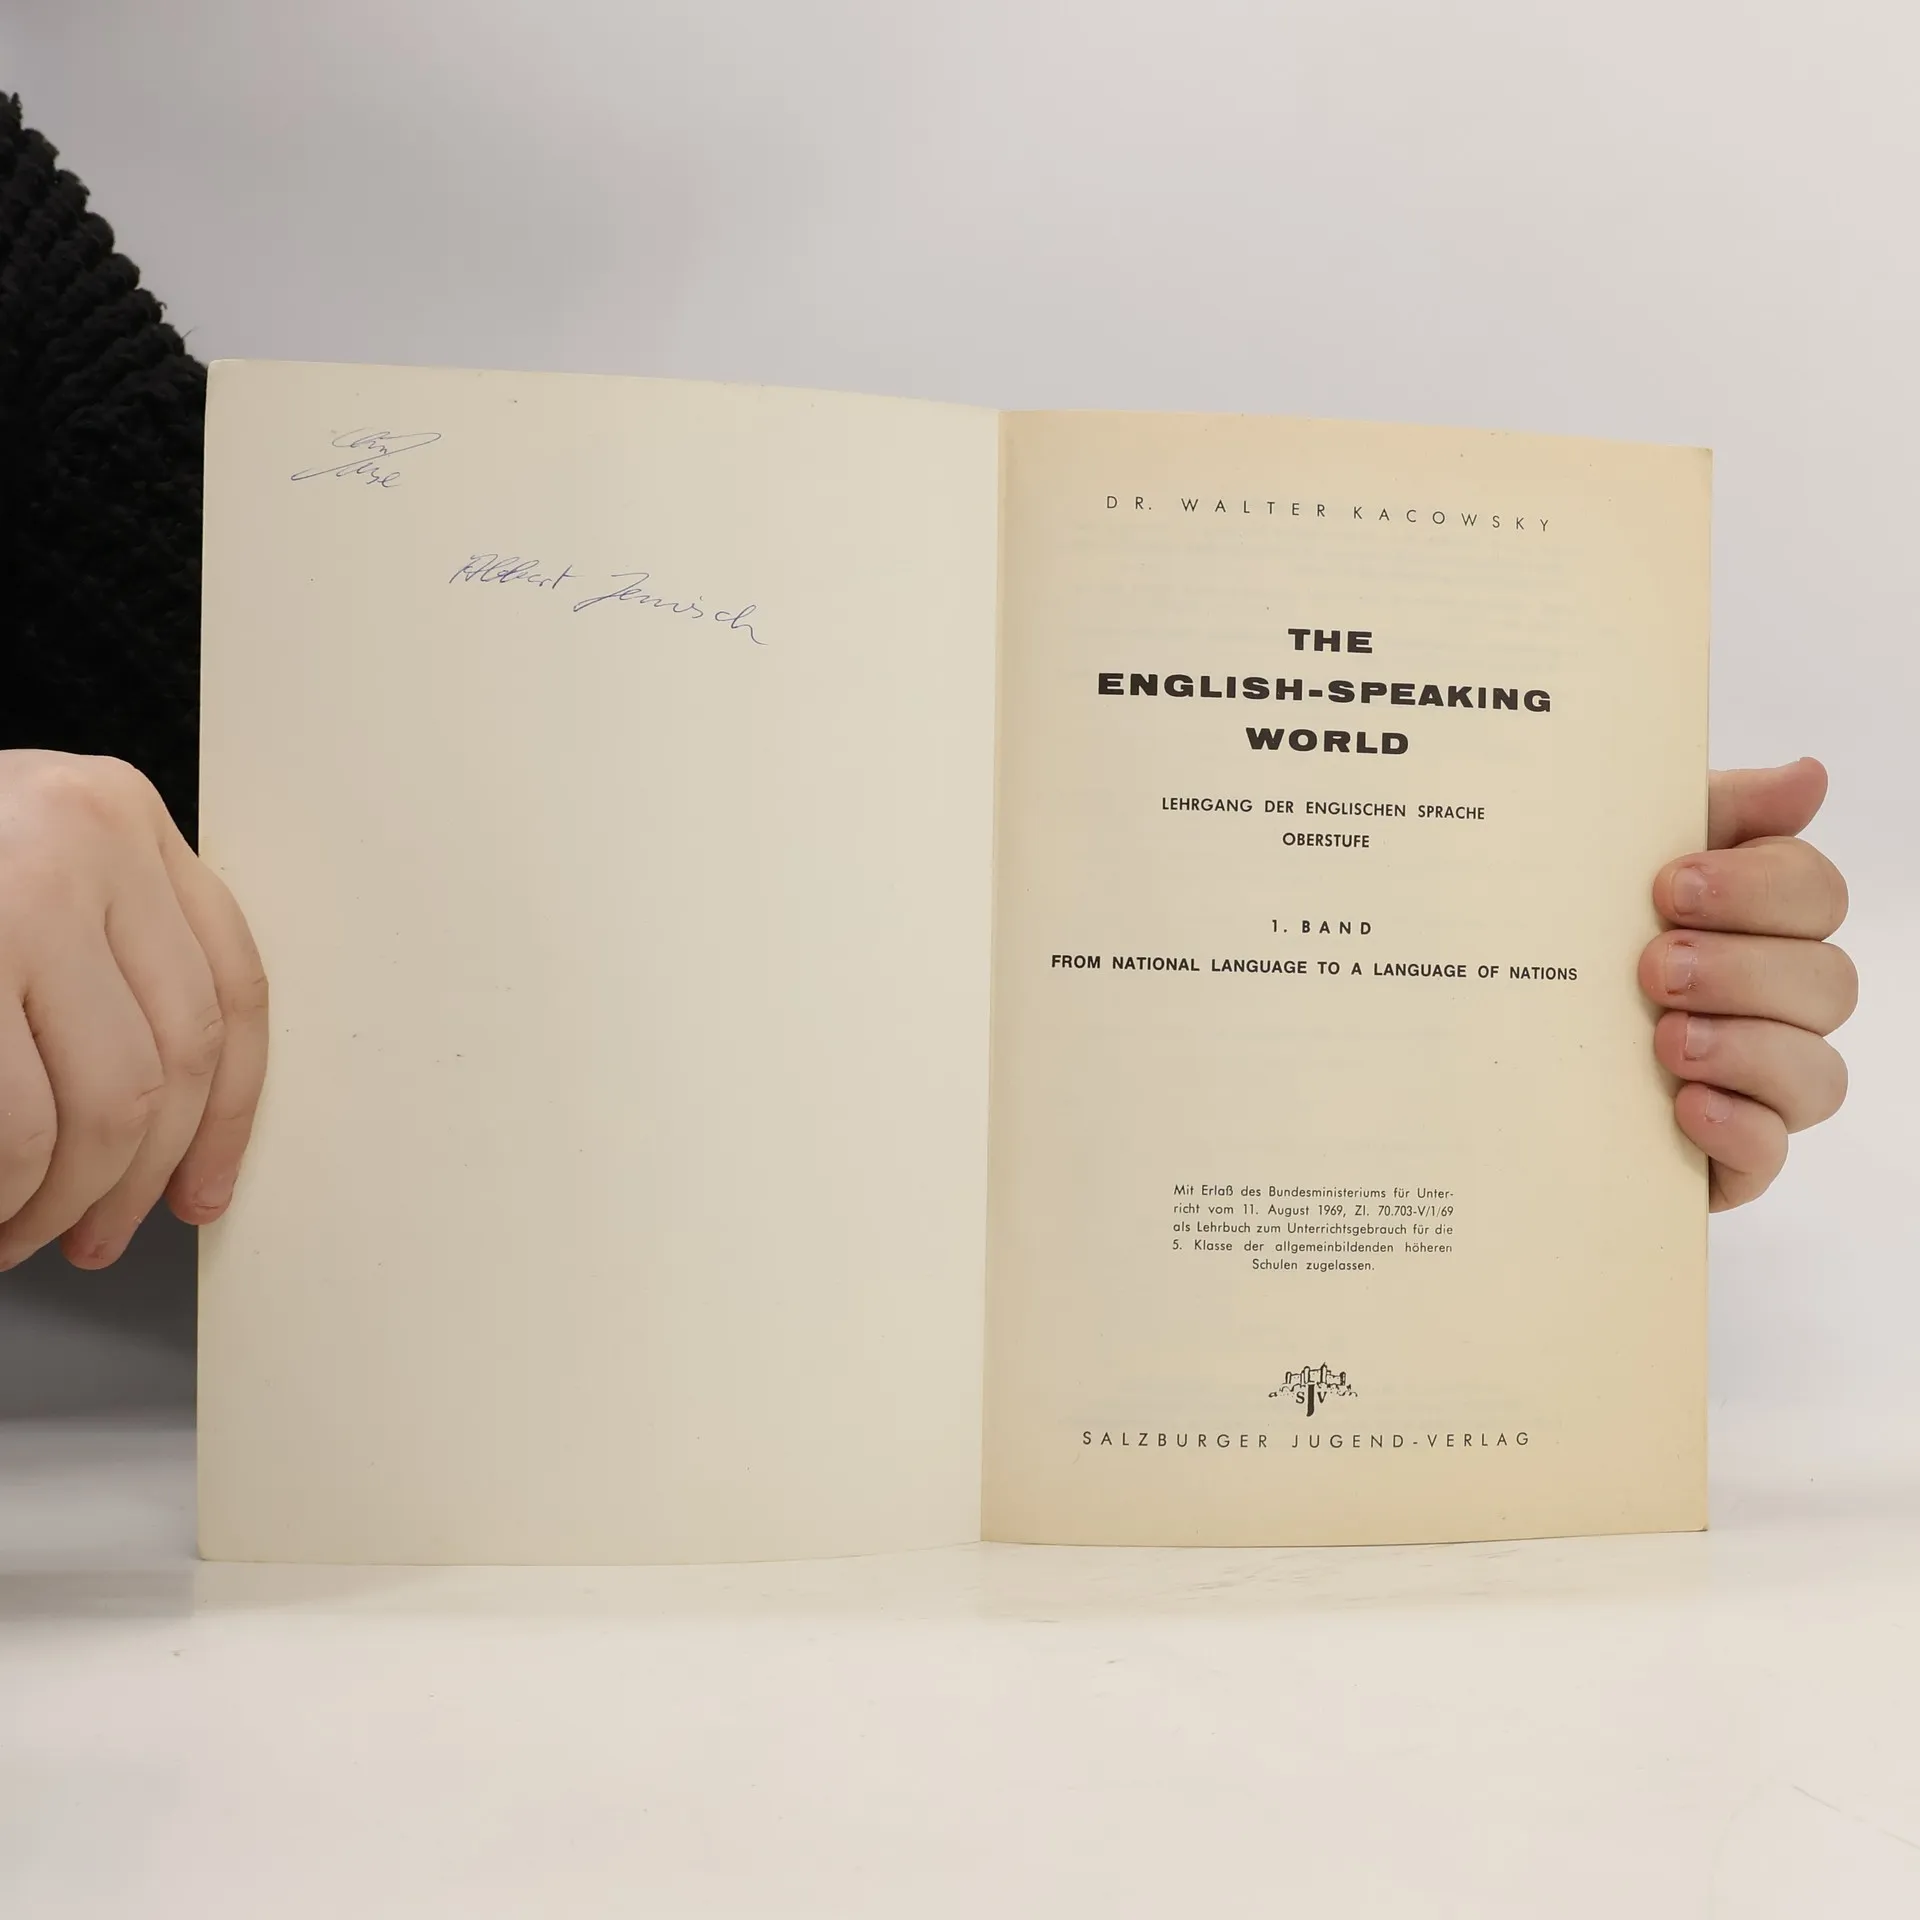 Albert Jenisch
DR. WALTER KACOWSKY
THE
ENGLISH-SPEAKING
WORLD
LEHRGANG DER ENGLISCHEN SPRACHE
OBERSTUFE
1. BAND
FROM NATIONAL LANGUAGE TO A LANGUAGE OF NATIONS
Mit Erlaß des Bundesministeriums für Unter-
richt vom 11. August 1969, Zl. 70.703-V/1/69
als Lehrbuch zum Unterrichtsgebrauch für die
5. Klasse der allgemeinbildenden höheren
Schulen zugelassen.
SJV
SALZBURGER JUGEND-VERLAG